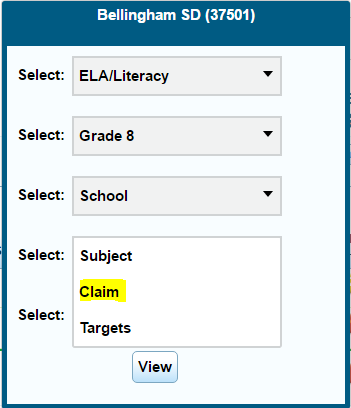 Bellingham SD (37501)
Select: ELA/Literacy
Select: Grade 8
Select: School
Select: Subject
Claim
Select: Targets
View